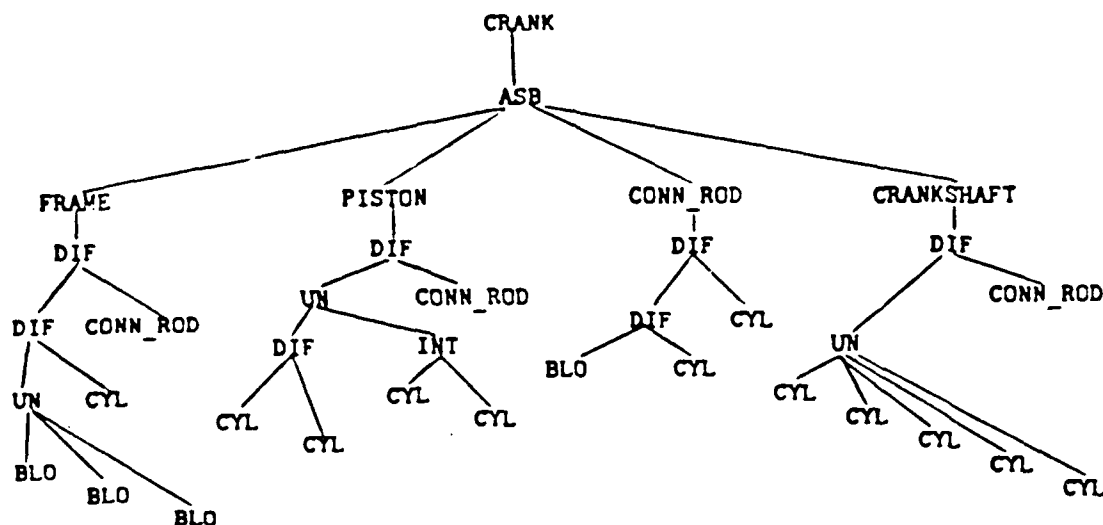 CRANK
ASB
FRAME PISTON CONN_ROD CRANKSHAFT
DIF DIF DIF DIF
UN CONN_ROD CONN_ROD
DIF CONN_ROD DIF INT DIF CYL UN
BLO CYL
UN CYL CYL CYL CYL CYL CYL
CYL CYL
BLO BLO CYL CYL
BLO